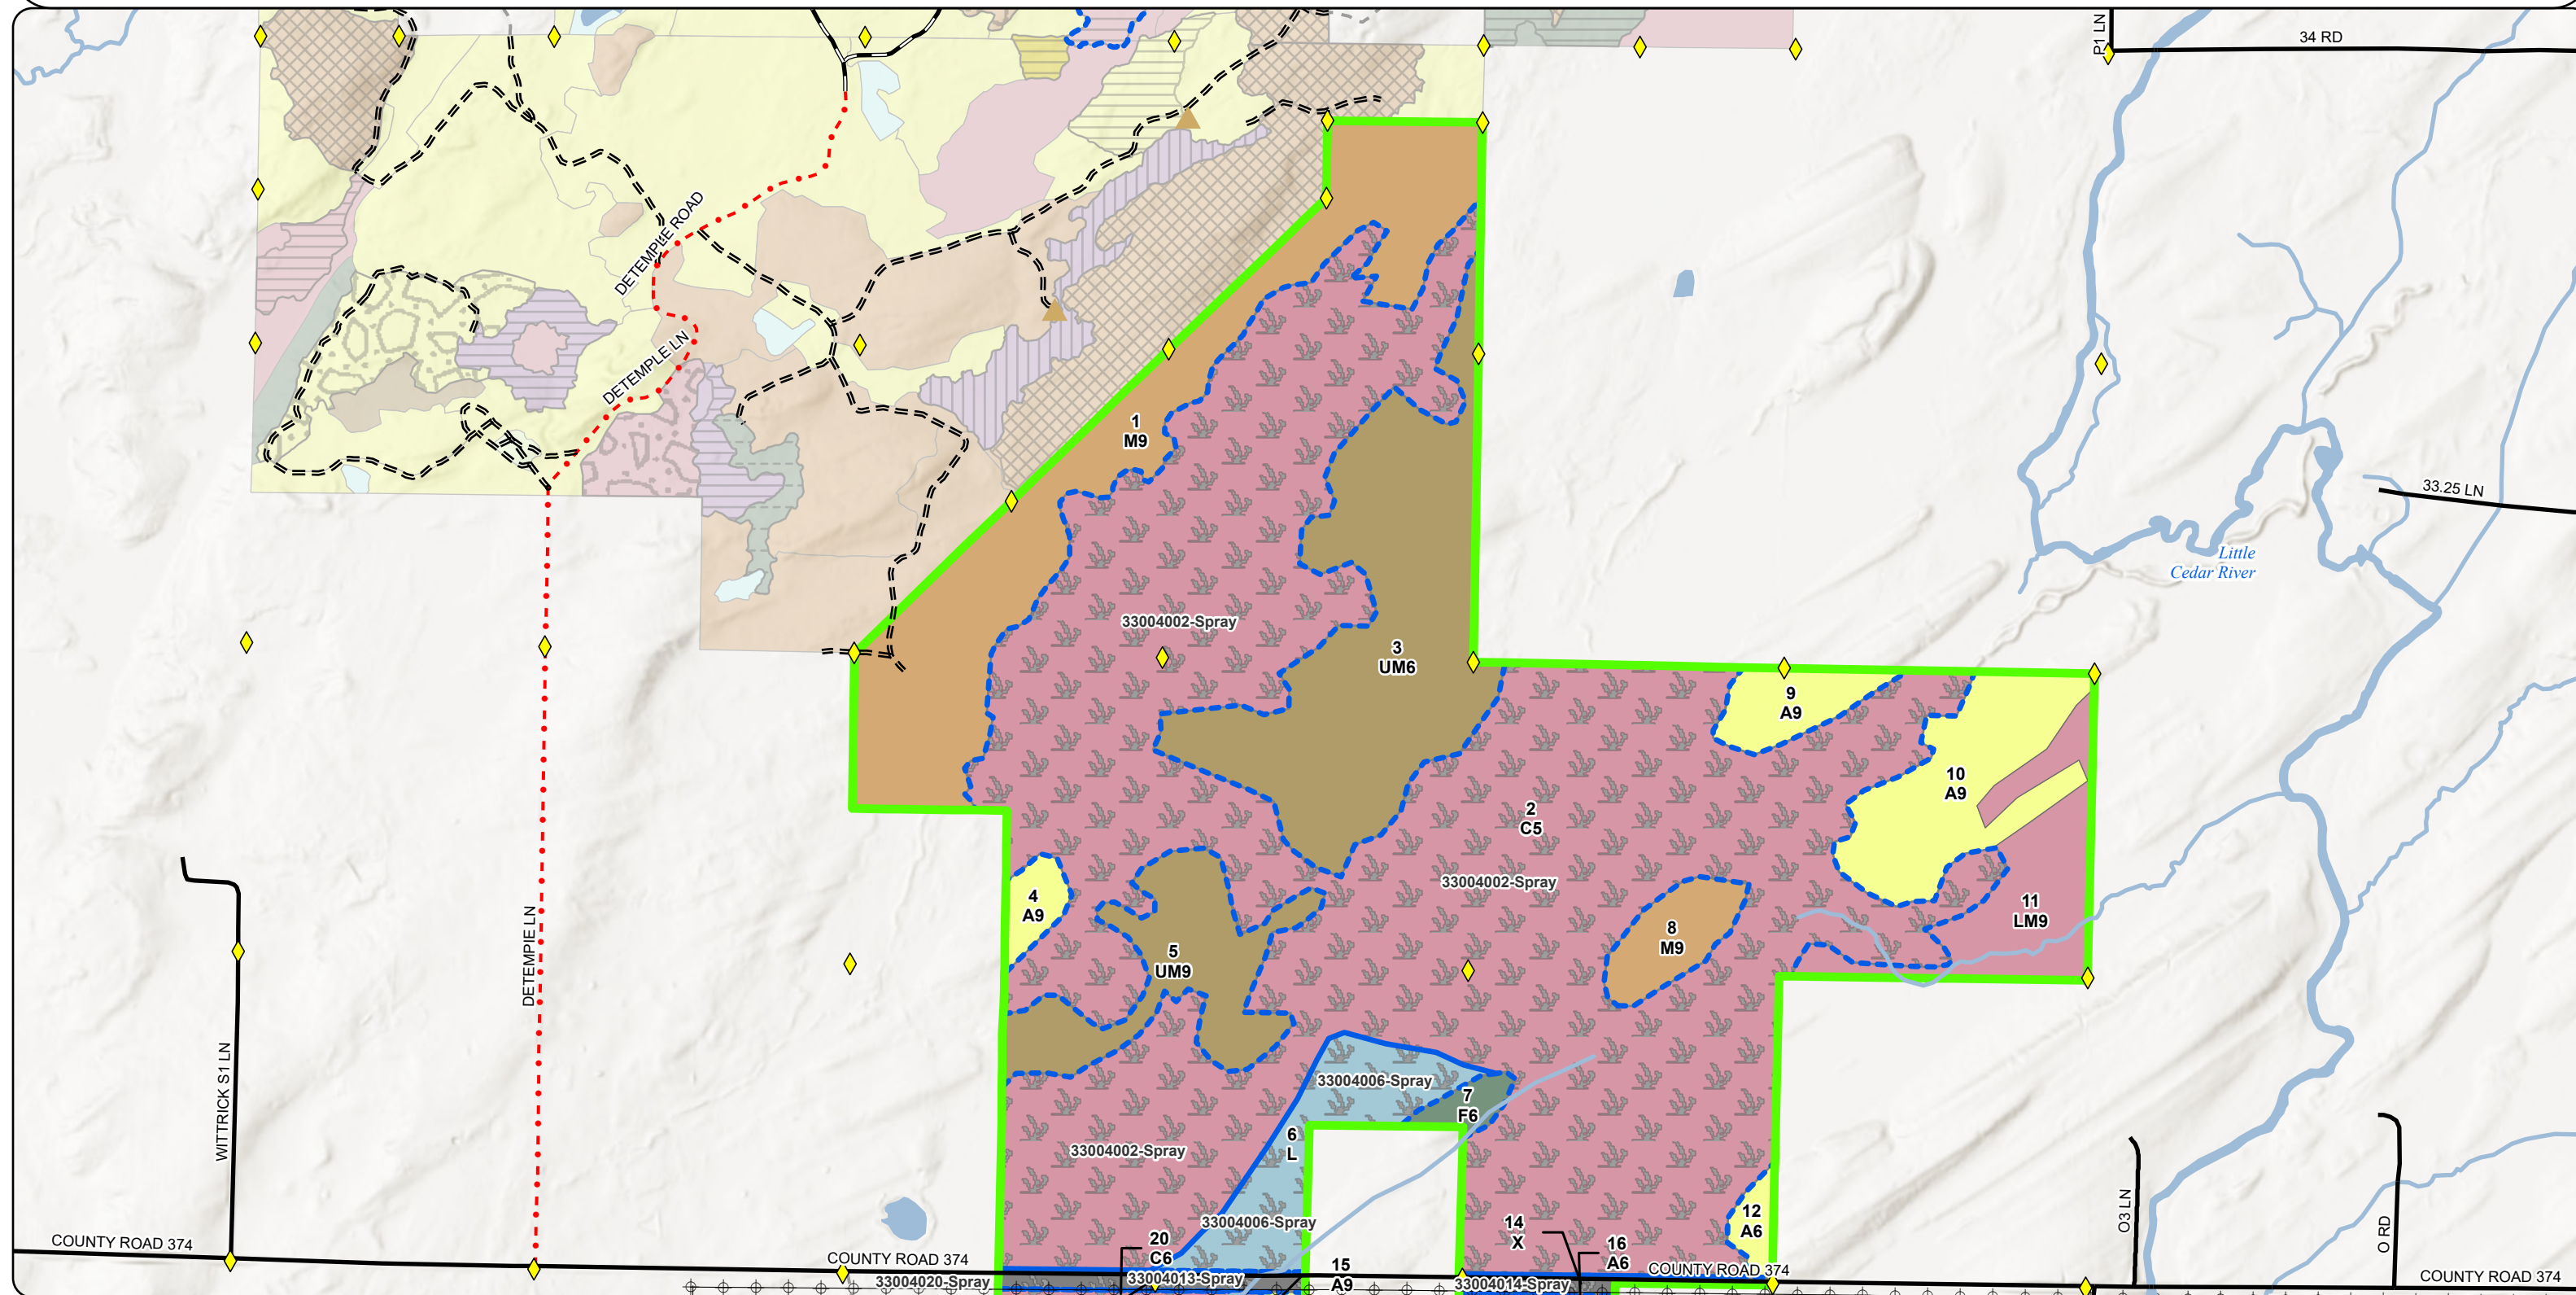 P1 LN
34 RD
DETEMPLE ROAD
DETEMPLE LN
1
M9
33.25 LN
Little
Cedar River
33004002-Spray
3
UM6
9
A9
10
A9
2
C5
33004002-Spray
4
A9
11
LM9
8
M9
5
UM9
DETEMPLE LN
33004006-Spray
7
F6
WITTRICK S1 LN
6
L
33004002-Spray
33004006-Spray
12
A6
14
X
O3 LN
O RD
COUNTY ROAD 374
COUNTY ROAD 374
20
C6
16
A6
COUNTY ROAD 374
COUNTY ROAD 374
33004020-Spray
33004013-Spray
15
A9
33004014-Spray